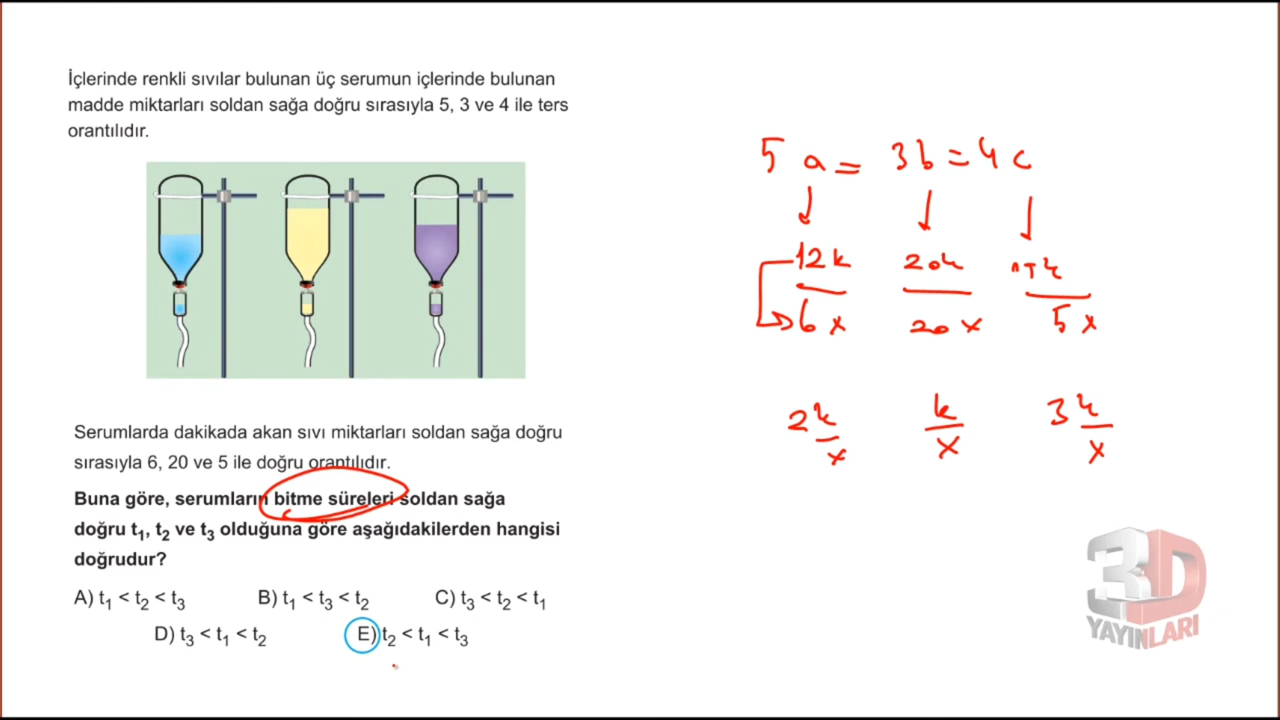 İçlerinde renkli sıvılar bulunan üç serumun içlerinde bulunan
madde miktarları soldan sağa doğru sırasıyla 5, 3 ve 4 ile ters
orantılıdır.
Serumlarda dakikada akan sıvı miktarları soldan sağa doğru
sırasıyla 6, 20 ve 5 ile doğru orantılıdır.
Buna göre, serumların bitme süreleri soldan sağa
doğru t₁, t₂ ve t₃ olduğuna göre aşağıdakilerden hangisi
doğrudur?
A) t₁ < t₂ < t₃ B) t₁ < t₃ < t₂ C) t₃ < t₂ < t₁
D) t₃ < t₁ < t₂ E) t₂ < t₁ < t₃
5a = 3b = 4c
12k 20k 15k
6x 20x 5x
2k k 3k
x x x
3D
YAYINLARI